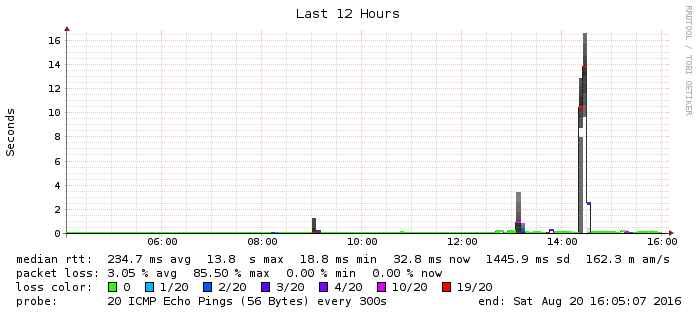 Last 12 Hours
RRDTOOL / TOBI OETIKER
Seconds
16
14
12
10
8
6
4
2
0
06:00 08:00 10:00 12:00 14:00 16:00
median rtt: 234.7 ms avg 13.8 s max 18.8 ms min 32.8 ms now 1445.9 ms sd 162.3 m am/s
packet loss: 3.05 % avg 85.50 % max 0.00 % min 0.00 % now
loss color: 0 1/20 2/20 3/20 4/20 10/20 19/20
probe: 20 ICMP Echo Pings (56 Bytes) every 300s end: Sat Aug 20 16:05:07 2016